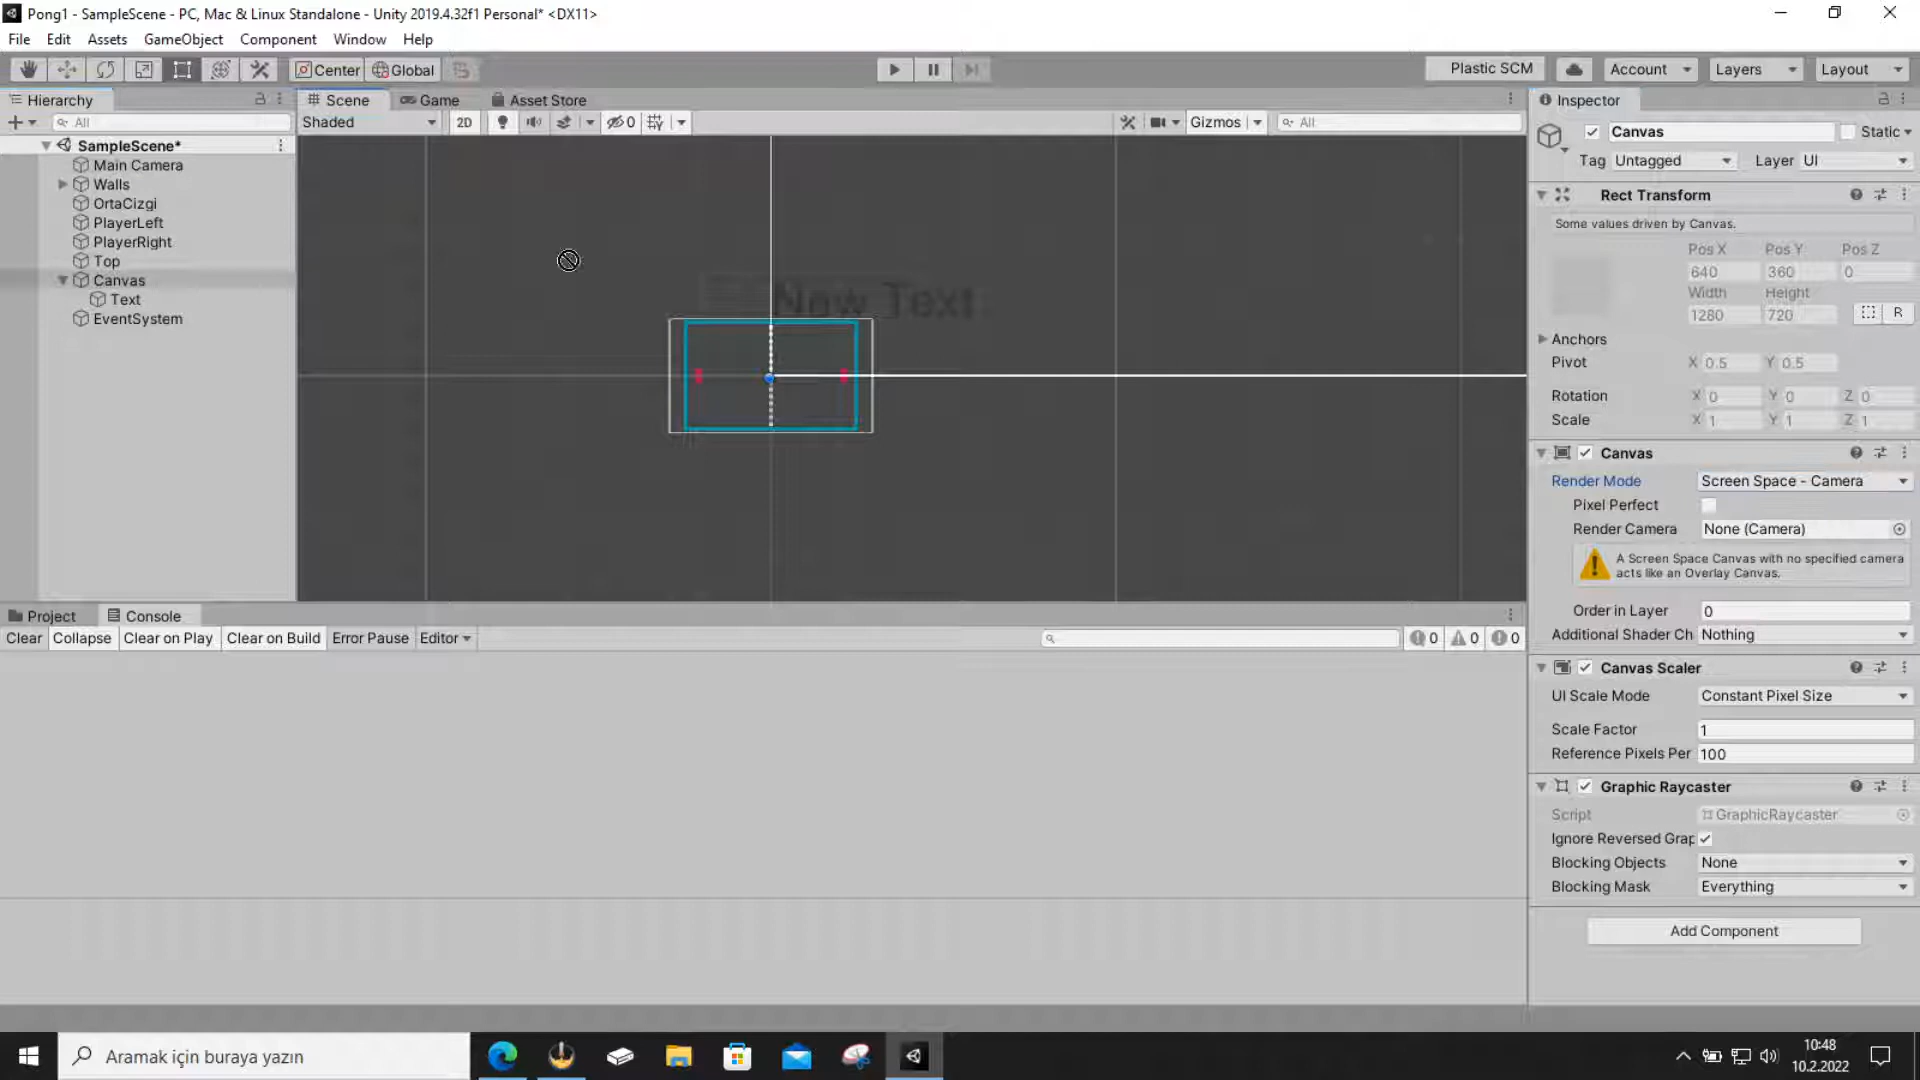 Pong1 - SampleScene - PC, Mac & Linux Standalone - Unity 2019.4.32f1 Personal* <DX11>
File Edit Assets GameObject Component Window Help
Center Global Plastic SCM Account Layers Layout
Hierarchy Scene Game Asset Store Inspector
All Shaded 2D 0 Gizmos All
Canvas Static
SampleScene*
Tag Untagged Layer UI
Main Camera
Walls
OrtaCizgi
PlayerLeft
PlayerRight
Top
Canvas
Text
EventSystem
New Text
Rect Transform
Some values driven by Canvas.
Pos X Pos Y Pos Z
640 360 0
Width Height
1280 720 R
Anchors
Pivot X 0.5 Y 0.5
Rotation X 0 Y 0 Z 0
Scale X 1 Y 1 Z 1
Canvas
Render Mode Screen Space - Camera
Pixel Perfect
Render Camera None (Camera)
A Screen Space Canvas with no specified camera
acts like an Overlay Canvas.
Order in Layer 0
Additional Shader Ch Nothing
Canvas Scaler
UI Scale Mode Constant Pixel Size
Scale Factor 1
Reference Pixels Per 100
Graphic Raycaster
Script GraphicRaycaster
Ignore Reversed Grap
Blocking Objects None
Blocking Mask Everything
Add Component
Project Console
Clear Collapse Clear on Play Clear on Build Error Pause Editor 0 0 0
Aramak için buraya yazın
10:48
10.2.2022